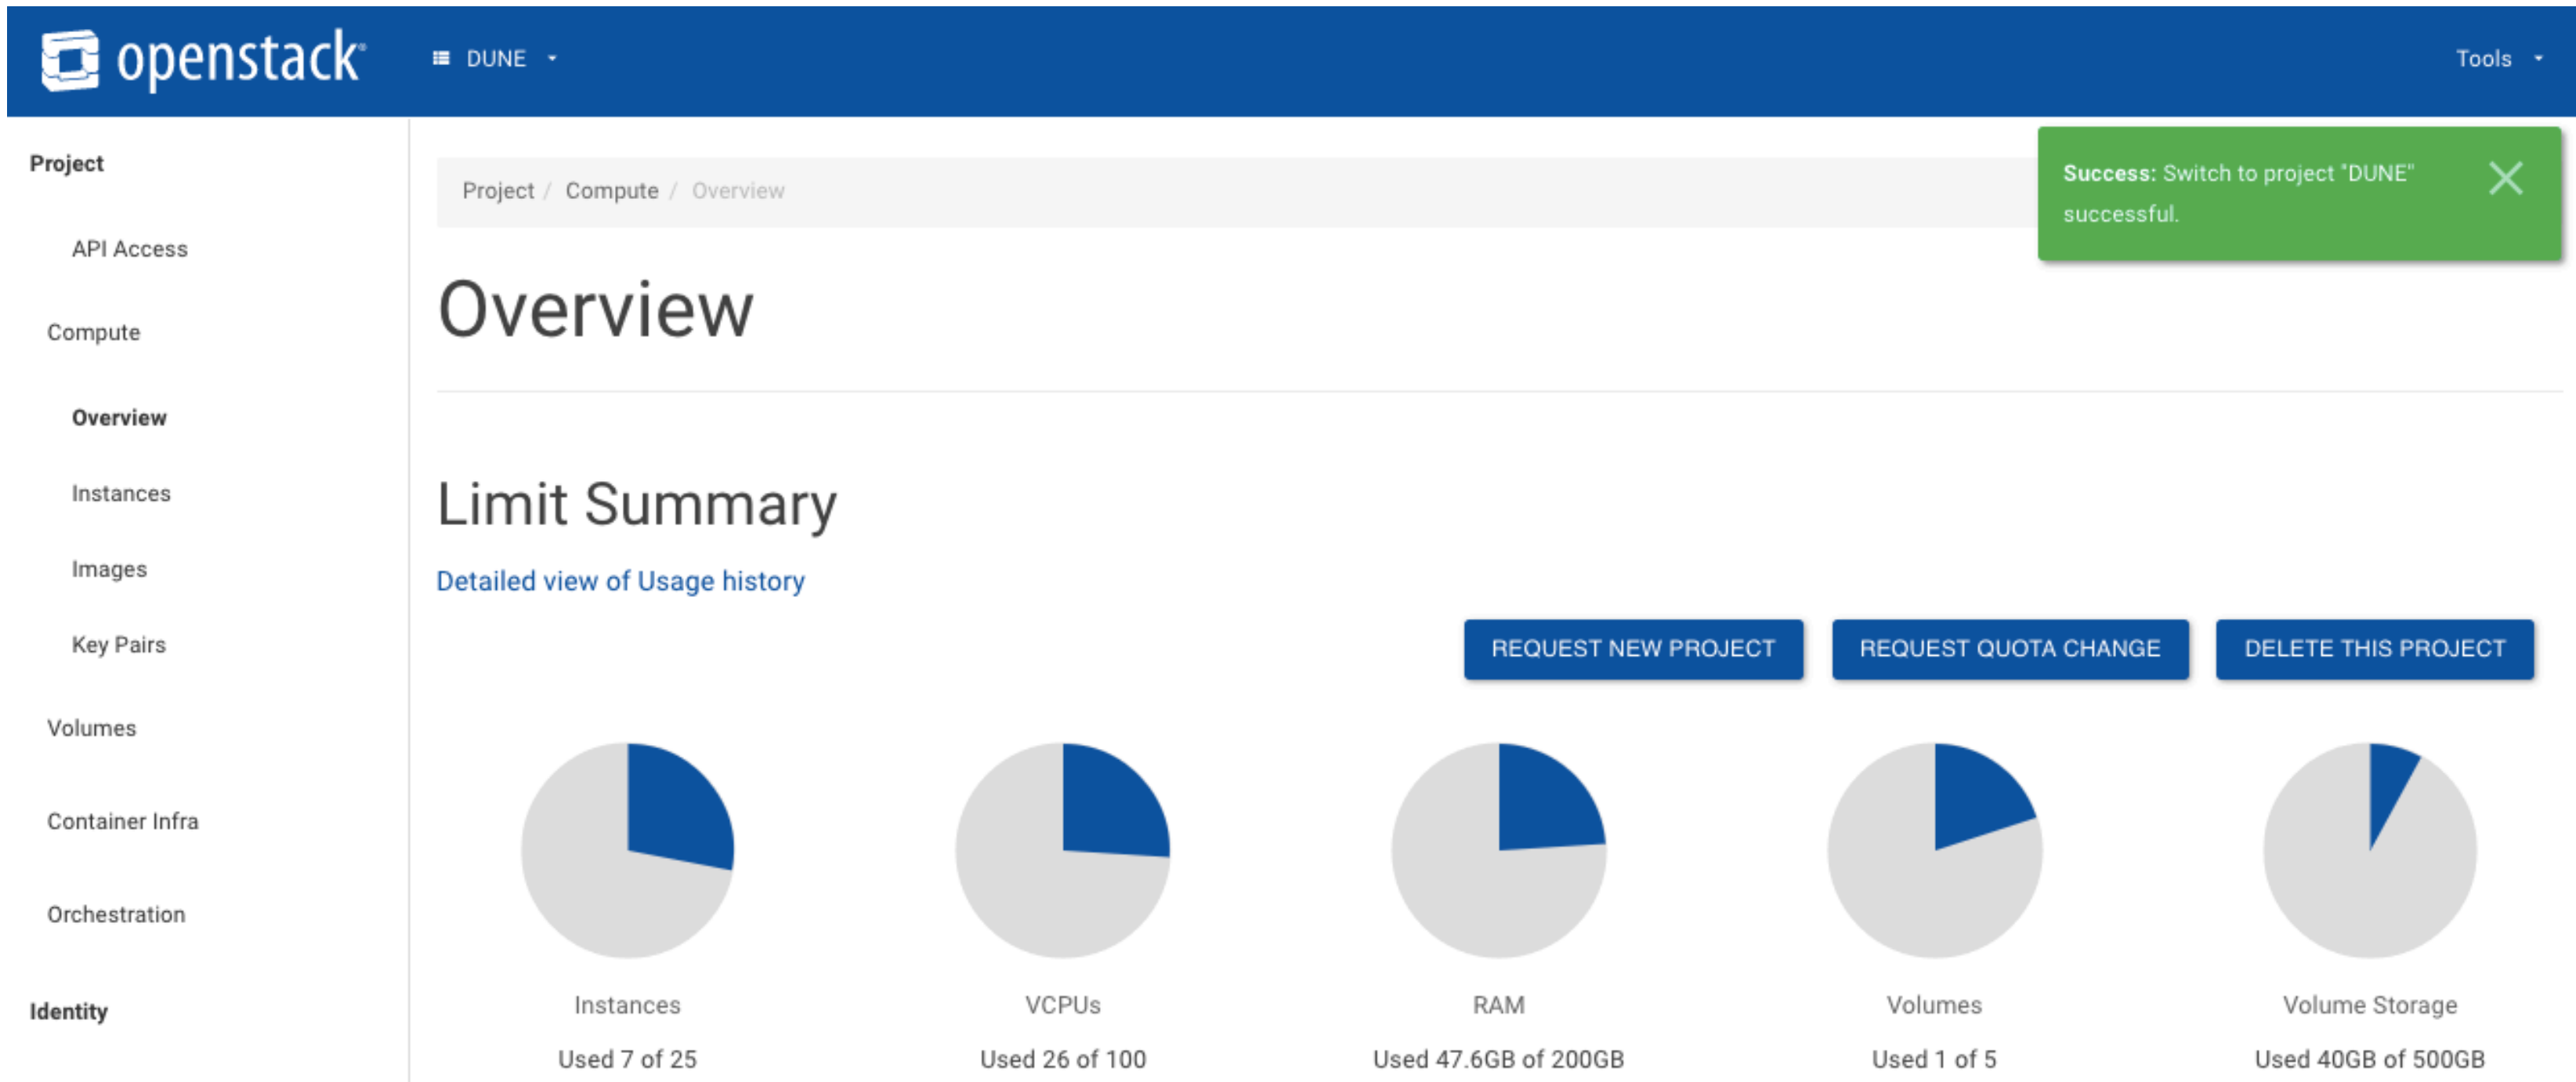 openstack
DUNE
Tools
Project
API Access
Compute
Overview
Instances
Images
Key Pairs
Volumes
Container Infra
Orchestration
Identity
Project / Compute / Overview
Success: Switch to project "DUNE"
successful.
Overview
Limit Summary
Detailed view of Usage history
REQUEST NEW PROJECT
REQUEST QUOTA CHANGE
DELETE THIS PROJECT
Instances
Used 7 of 25
VCPUs
Used 26 of 100
RAM
Used 47.6GB of 200GB
Volumes
Used 1 of 5
Volume Storage
Used 40GB of 500GB